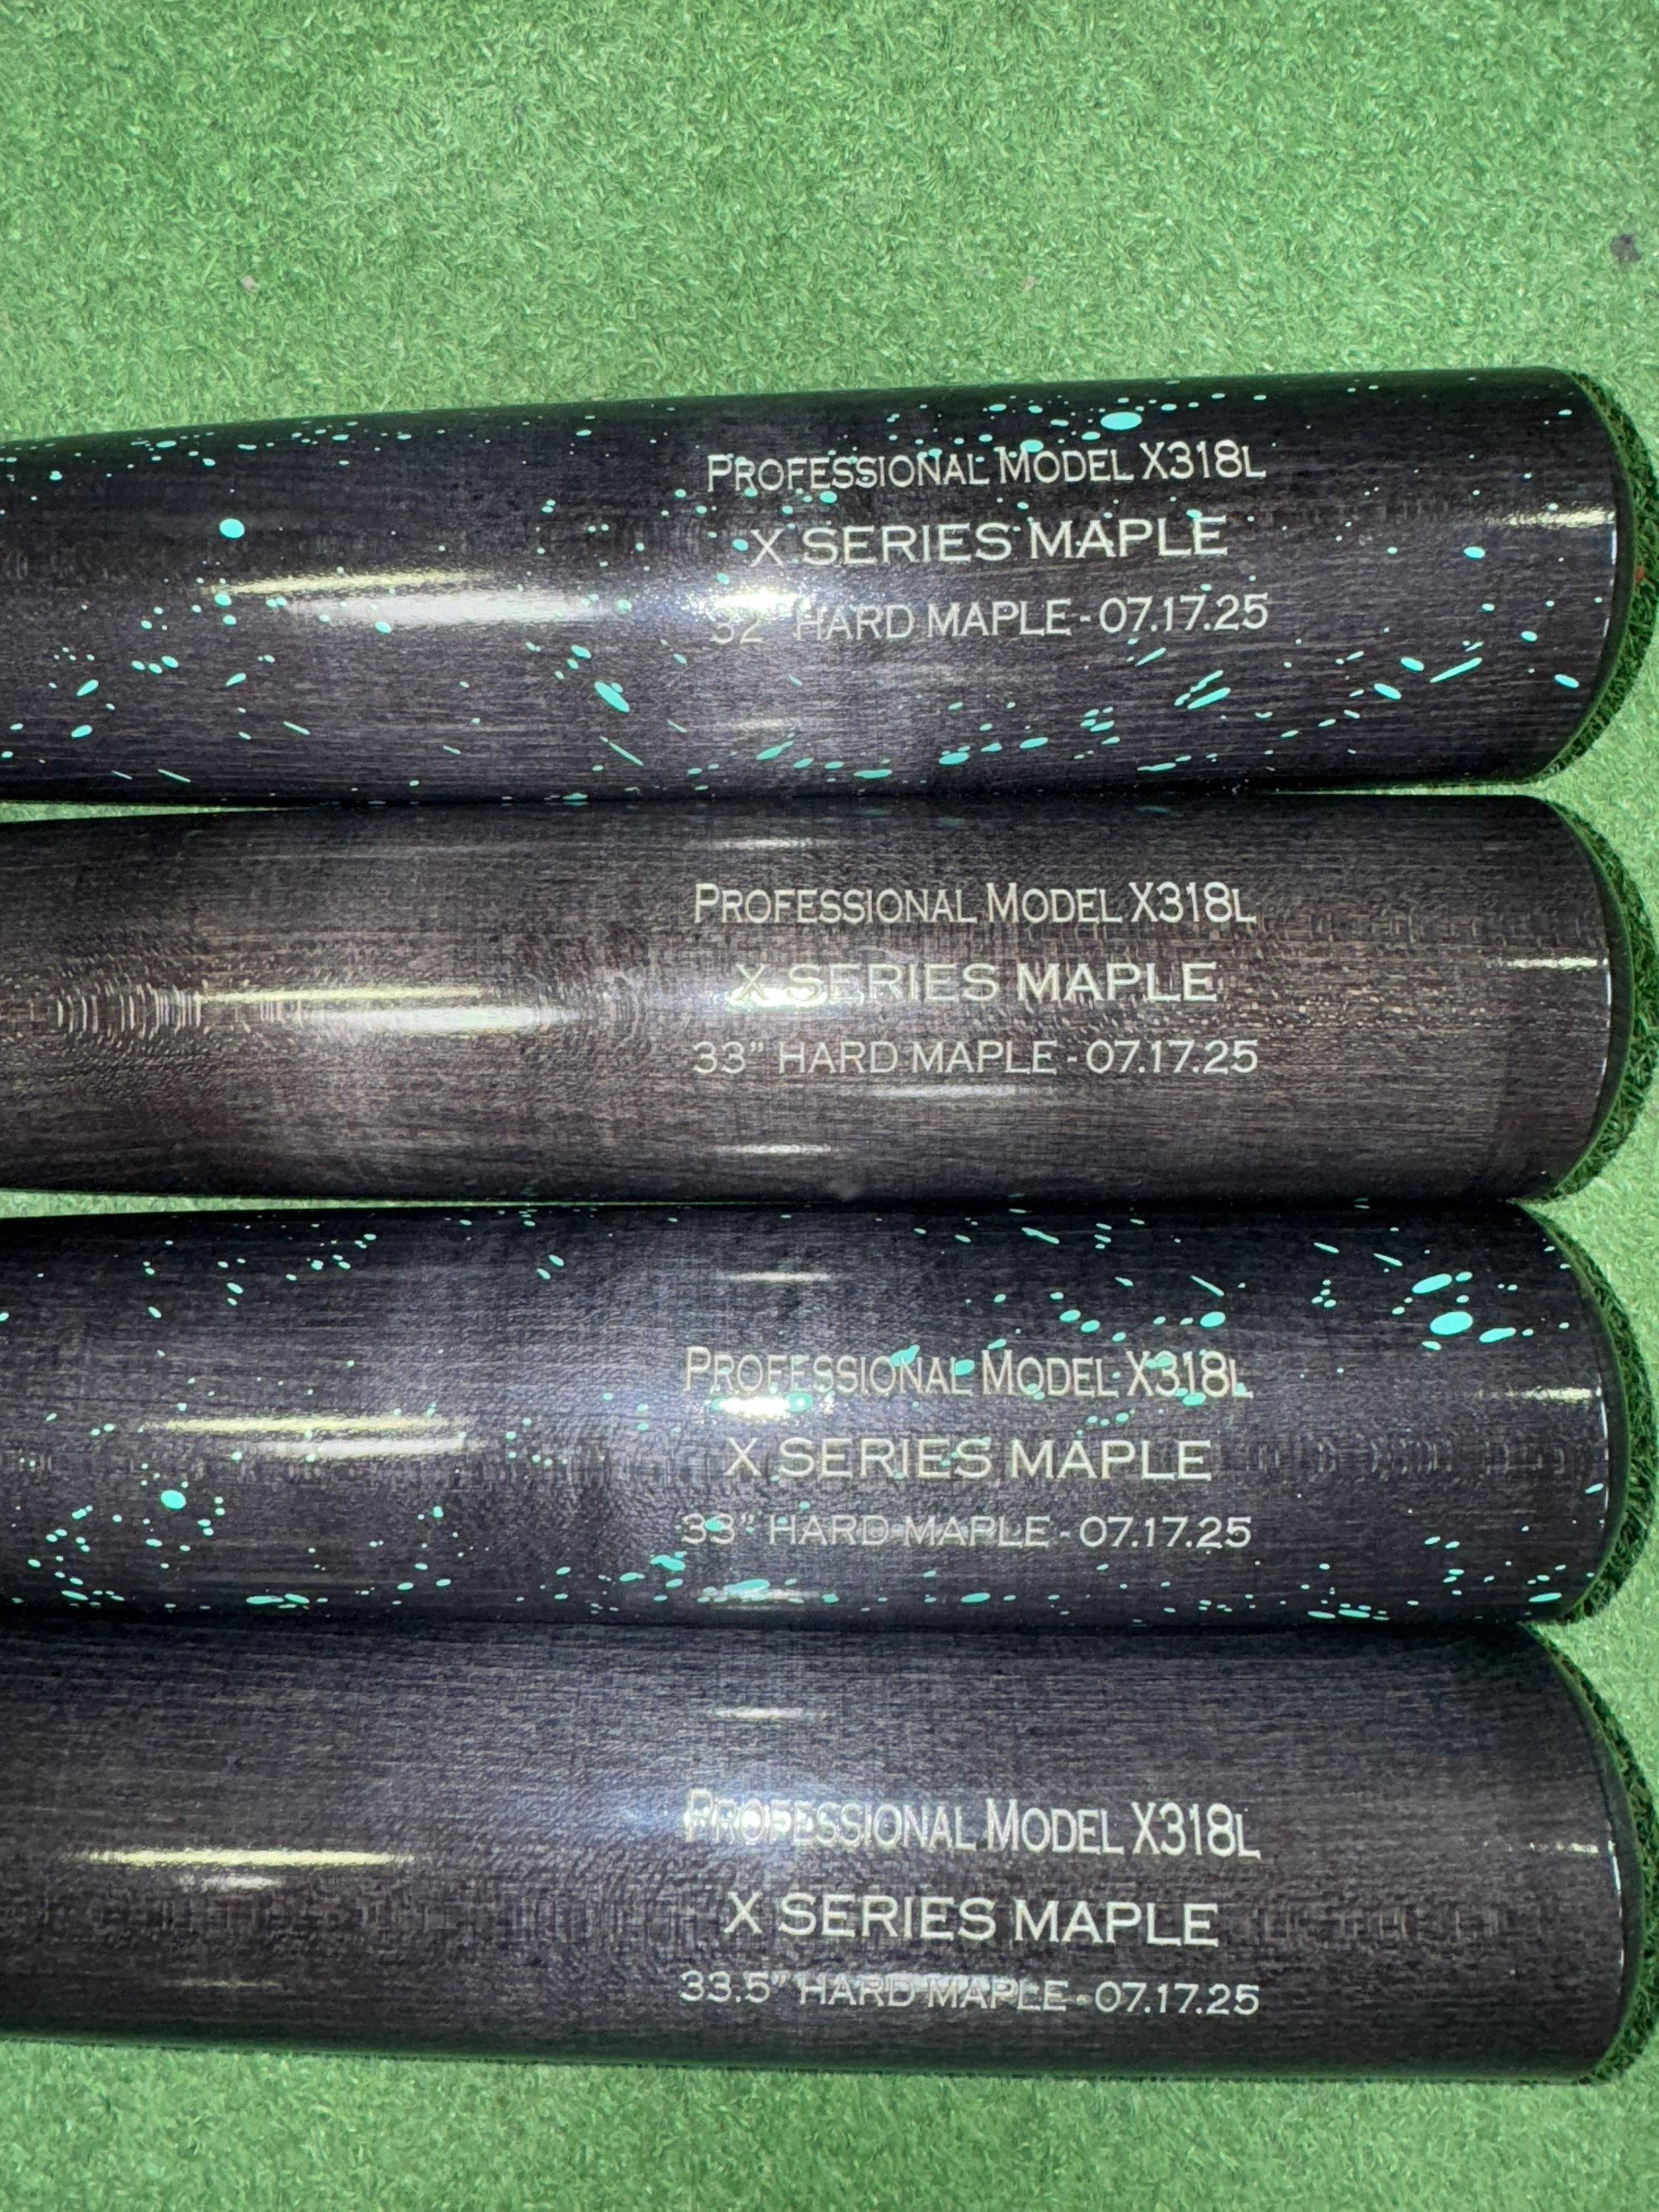 PROFESSIONAL MODEL X318L
X SERIES MAPLE
32" HARD MAPLE - 07.17.25
PROFESSIONAL MODEL X318L
X SERIES MAPLE
33” HARD MAPLE - 07.17.25
PROFESSIONAL MODEL X318L
X SERIES MAPLE
33” HARD MAPLE - 07.17.25
PROFESSIONAL MODEL X318L
X SERIES MAPLE
33.5” HARD MAPLE - 07.17.25